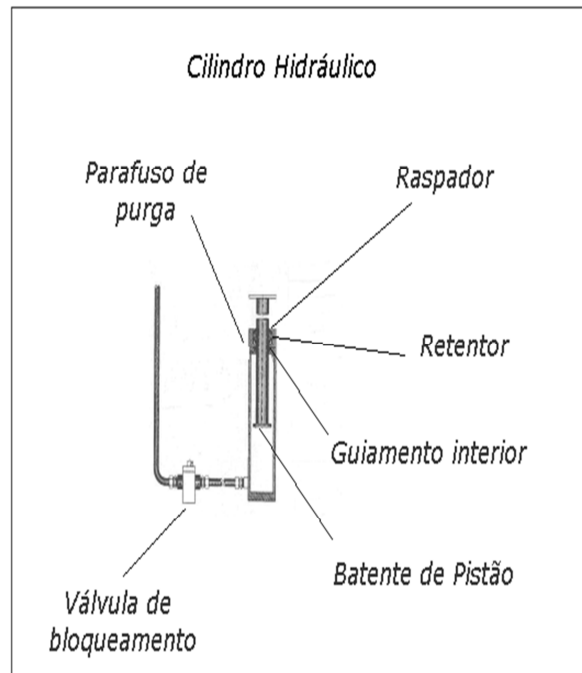 Cilindro Hidráulico
Parafuso de
purga
Raspador
Retentor
Guiamento interior
Batente de Pistão
Válvula de
bloqueamento